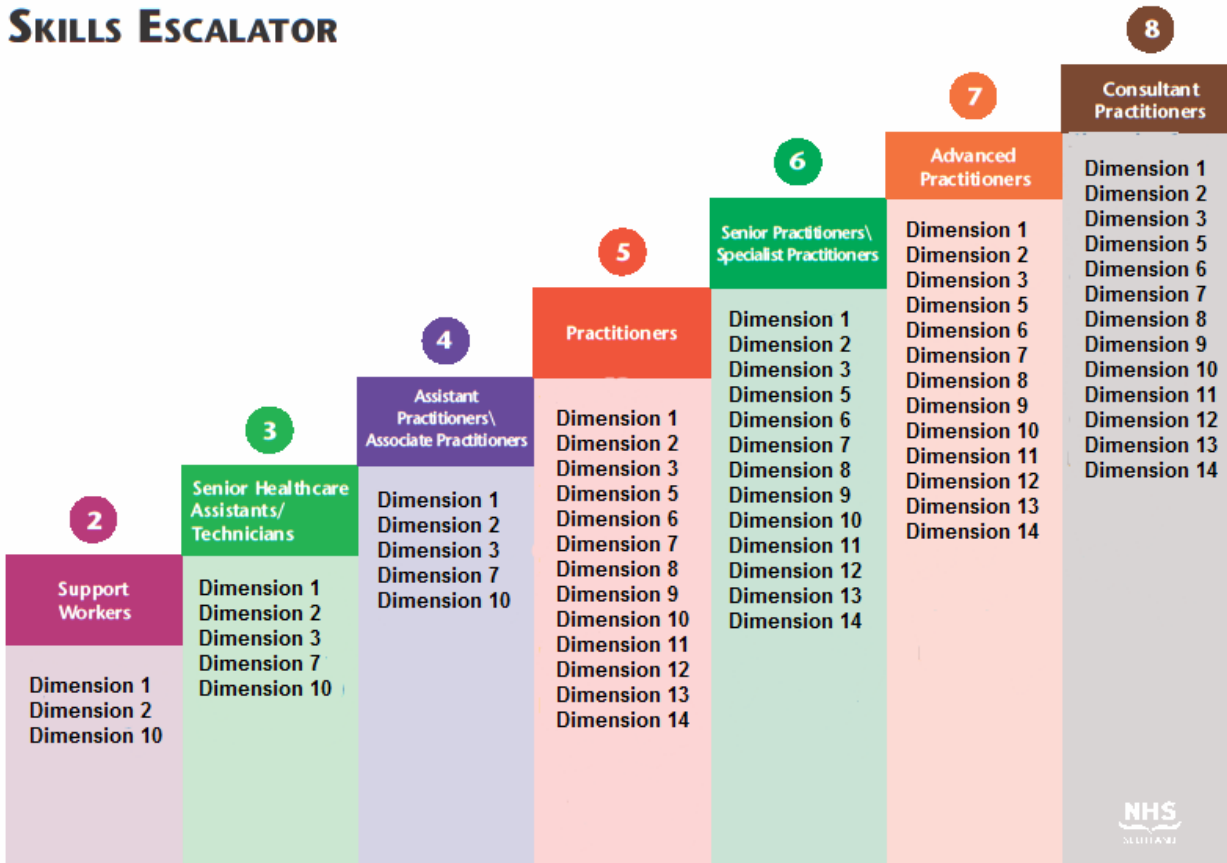 SKILLS ESCALATOR
2
Support
Workers
Dimension 1
Dimension 2
Dimension 10
3
Senior Healthcare
Assistants/
Technicians
Dimension 1
Dimension 2
Dimension 3
Dimension 7
Dimension 10
4
Assistant
Practitioners\
Associate Practitioners
Dimension 1
Dimension 2
Dimension 3
Dimension 7
Dimension 10
5
Practitioners
Dimension 1
Dimension 2
Dimension 3
Dimension 5
Dimension 6
Dimension 7
Dimension 8
Dimension 9
Dimension 10
Dimension 11
Dimension 12
Dimension 13
Dimension 14
6
Senior Practitioners\
Specialist Practitioners
Dimension 1
Dimension 2
Dimension 3
Dimension 5
Dimension 6
Dimension 7
Dimension 8
Dimension 9
Dimension 10
Dimension 11
Dimension 12
Dimension 13
Dimension 14
7
Advanced
Practitioners
Dimension 1
Dimension 2
Dimension 3
Dimension 5
Dimension 6
Dimension 7
Dimension 8
Dimension 9
Dimension 10
Dimension 11
Dimension 12
Dimension 13
Dimension 14
8
Consultant
Practitioners
Dimension 1
Dimension 2
Dimension 3
Dimension 5
Dimension 6
Dimension 7
Dimension 8
Dimension 9
Dimension 10
Dimension 11
Dimension 12
Dimension 13
Dimension 14
NHS
SCOTLAND